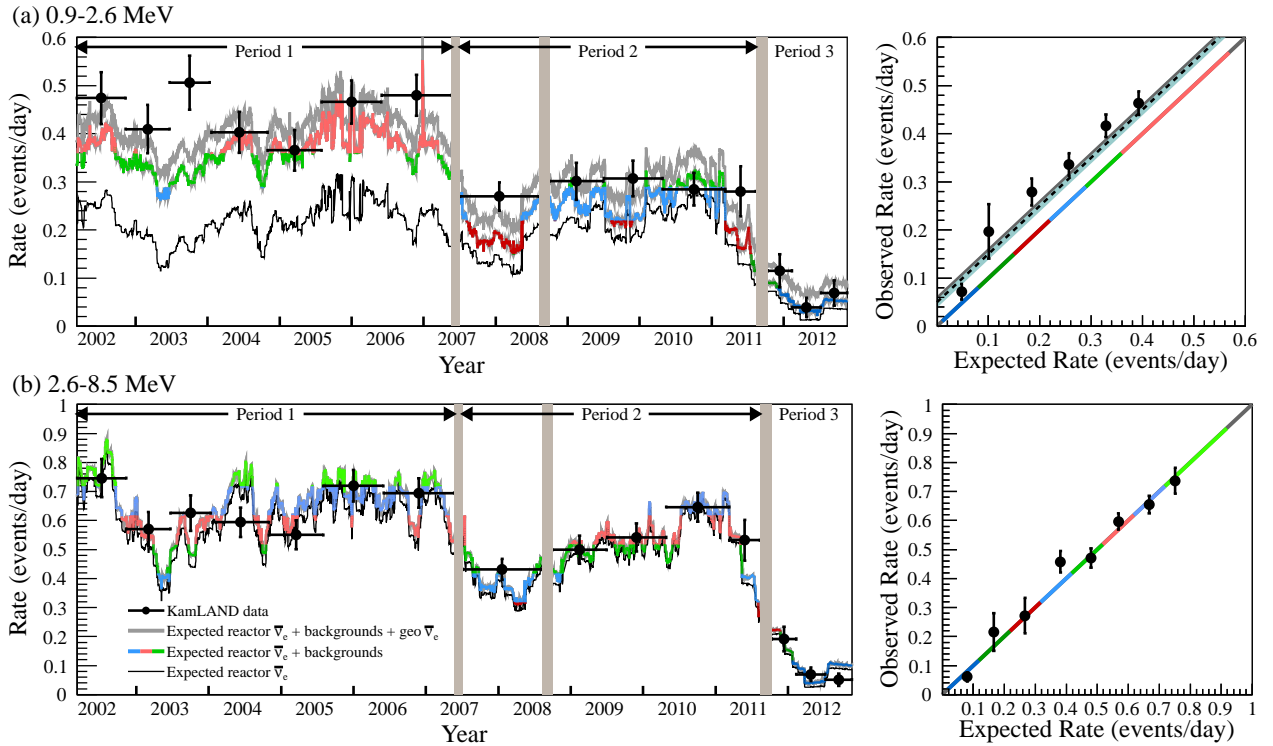 (a) 0.9-2.6 MeV
Period 1
Period 2
Period 3
Rate (events/day)
0.6
0.5
0.4
0.3
0.2
0.1
0
2002 2003 2004 2005 2006 2007 2008 2009 2010 2011 2012
Year
Observed Rate (events/day)
0.6
0.5
0.4
0.3
0.2
0.1
0
0.1 0.2 0.3 0.4 0.5 0.6
Expected Rate (events/day)
(b) 2.6-8.5 MeV
Period 1
Period 2
Period 3
Rate (events/day)
1
0.9
0.8
0.7
0.6
0.5
0.4
0.3
0.2
0.1
0
KamLAND data
Expected reactor ν̅e + backgrounds + geo ν̅e
Expected reactor ν̅e + backgrounds
Expected reactor ν̅e
2002 2003 2004 2005 2006 2007 2008 2009 2010 2011 2012
Year
Observed Rate (events/day)
1
0.9
0.8
0.7
0.6
0.5
0.4
0.3
0.2
0.1
0
0.1 0.2 0.3 0.4 0.5 0.6 0.7 0.8 0.9 1
Expected Rate (events/day)